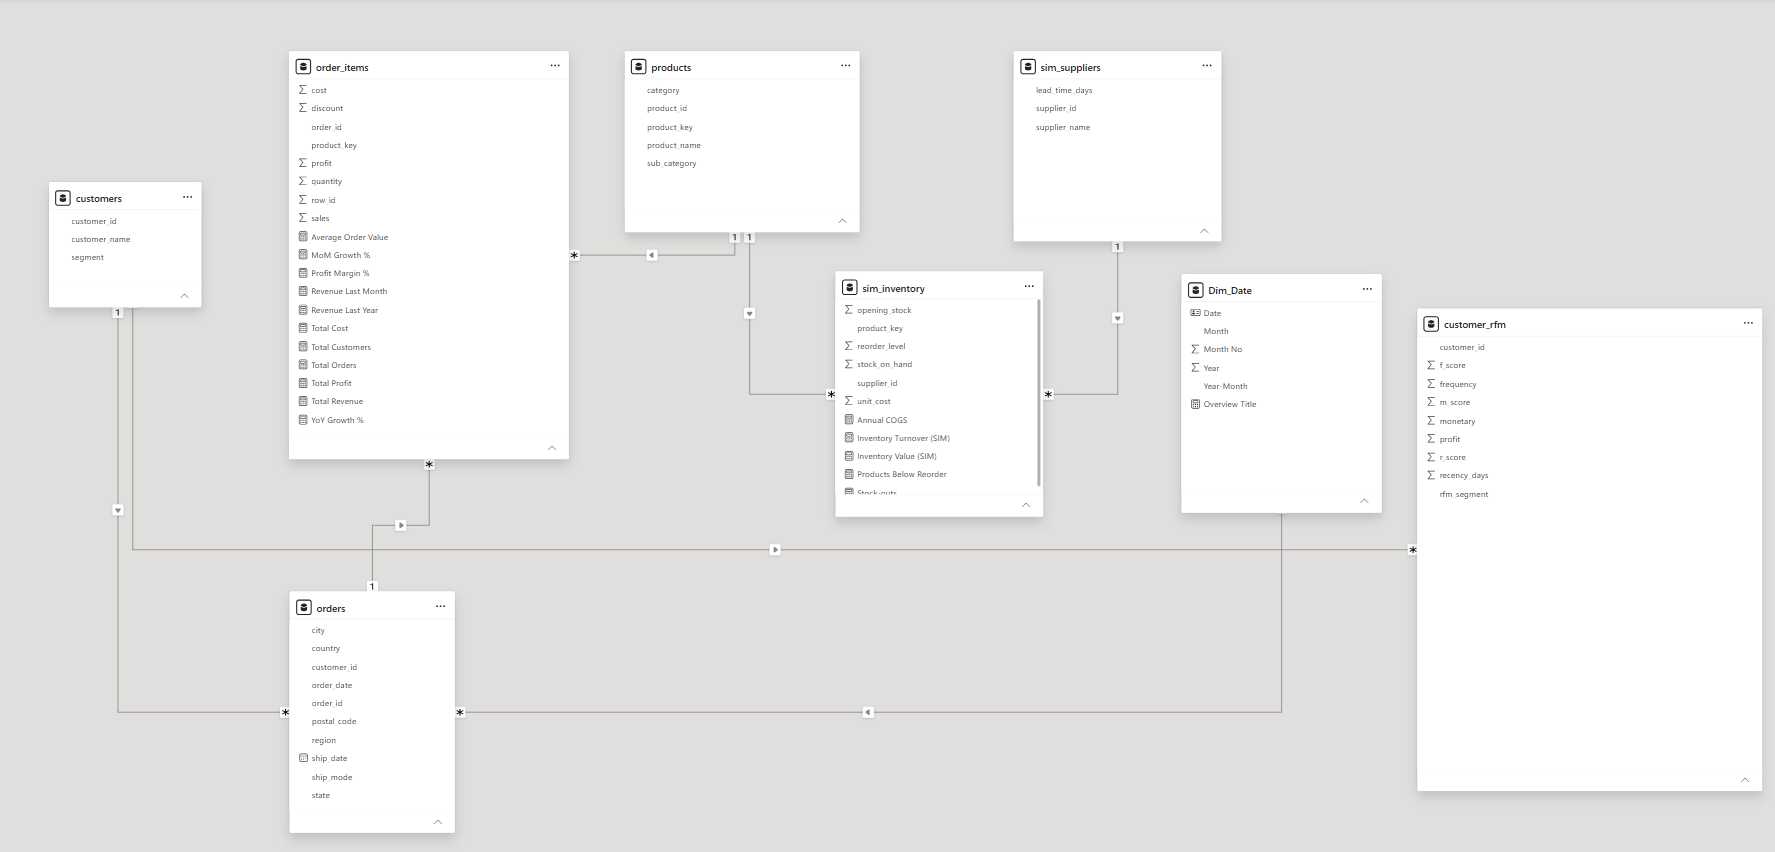 customers
customer_id
customer_name
segment
1
order_items
cost
discount
order_id
product_key
profit
quantity
row_id
sales
Average Order Value
MoM Growth %
Profit Margin %
Revenue Last Month
Revenue Last Year
Total Cost
Total Customers
Total Orders
Total Profit
Total Revenue
YoY Growth %
*
*
products
category
product_id
product_key
product_name
sub_category
1 1
sim_suppliers
lead_time_days
supplier_id
supplier_name
1
sim_inventory
opening_stock
product_key
reorder_level
stock_on_hand
supplier_id
unit_cost
Annual COGS
Inventory Turnover (SIM)
Inventory Value (SIM)
Products Below Reorder
Stock-outs
*
*
Dim_Date
Date
Month
Month No
Year
Year-Month
Overview Title
customer_rfm
customer_id
f_score
frequency
m_score
monetary
profit
r_score
recency_days
rfm_segment
*
1
orders
city
country
customer_id
order_date
order_id
postal_code
region
ship_date
ship_mode
state
*
*